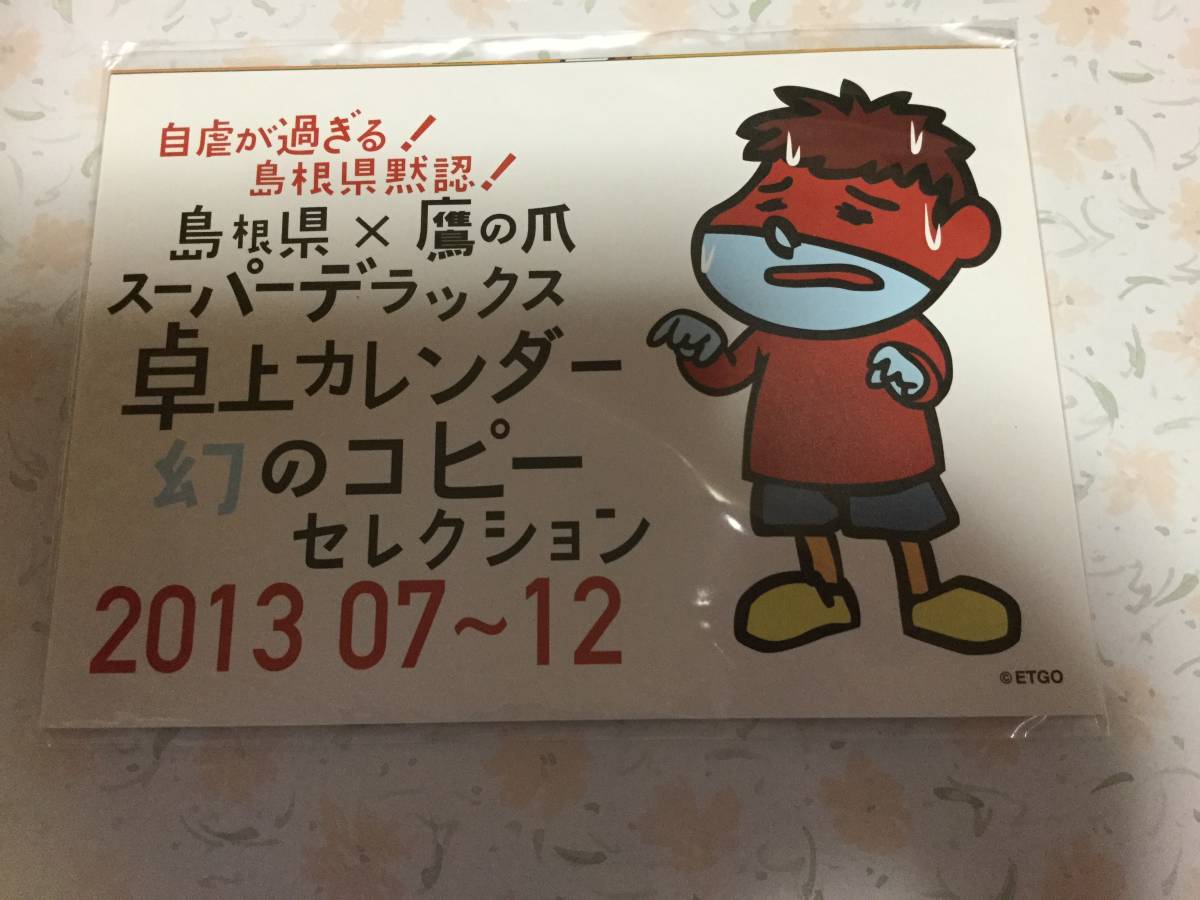 自虐が過ぎる!
島根県黙認!
島根県×鷹の爪
スーパーデラックス
卓上カレンダー
幻のコピー
セレクション
2013 07~12
©ETGO